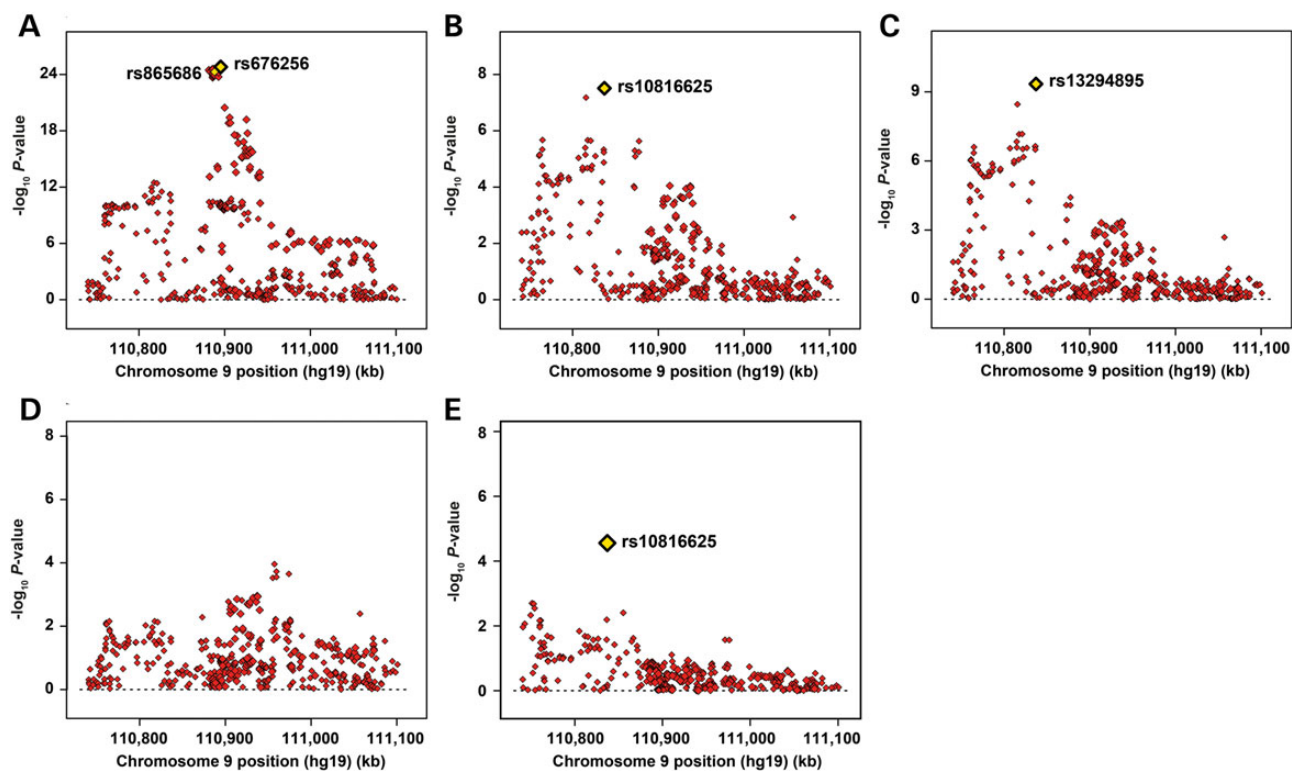 A
-log10 P-value
24
18
12
6
0
rs865686
rs676256
110,800 110,900 111,000 111,100
Chromosome 9 position (hg19) (kb)
B
-log10 P-value
8
6
4
2
0
rs10816625
110,800 110,900 111,000 111,100
Chromosome 9 position (hg19) (kb)
C
-log10 P-value
9
6
3
0
rs13294895
110,800 110,900 111,000 111,100
Chromosome 9 position (hg19) (kb)
D
-log10 P-value
8
6
4
2
0
110,800 110,900 111,000 111,100
Chromosome 9 position (hg19) (kb)
E
-log10 P-value
8
6
4
2
0
rs10816625
110,800 110,900 111,000 111,100
Chromosome 9 position (hg19) (kb)